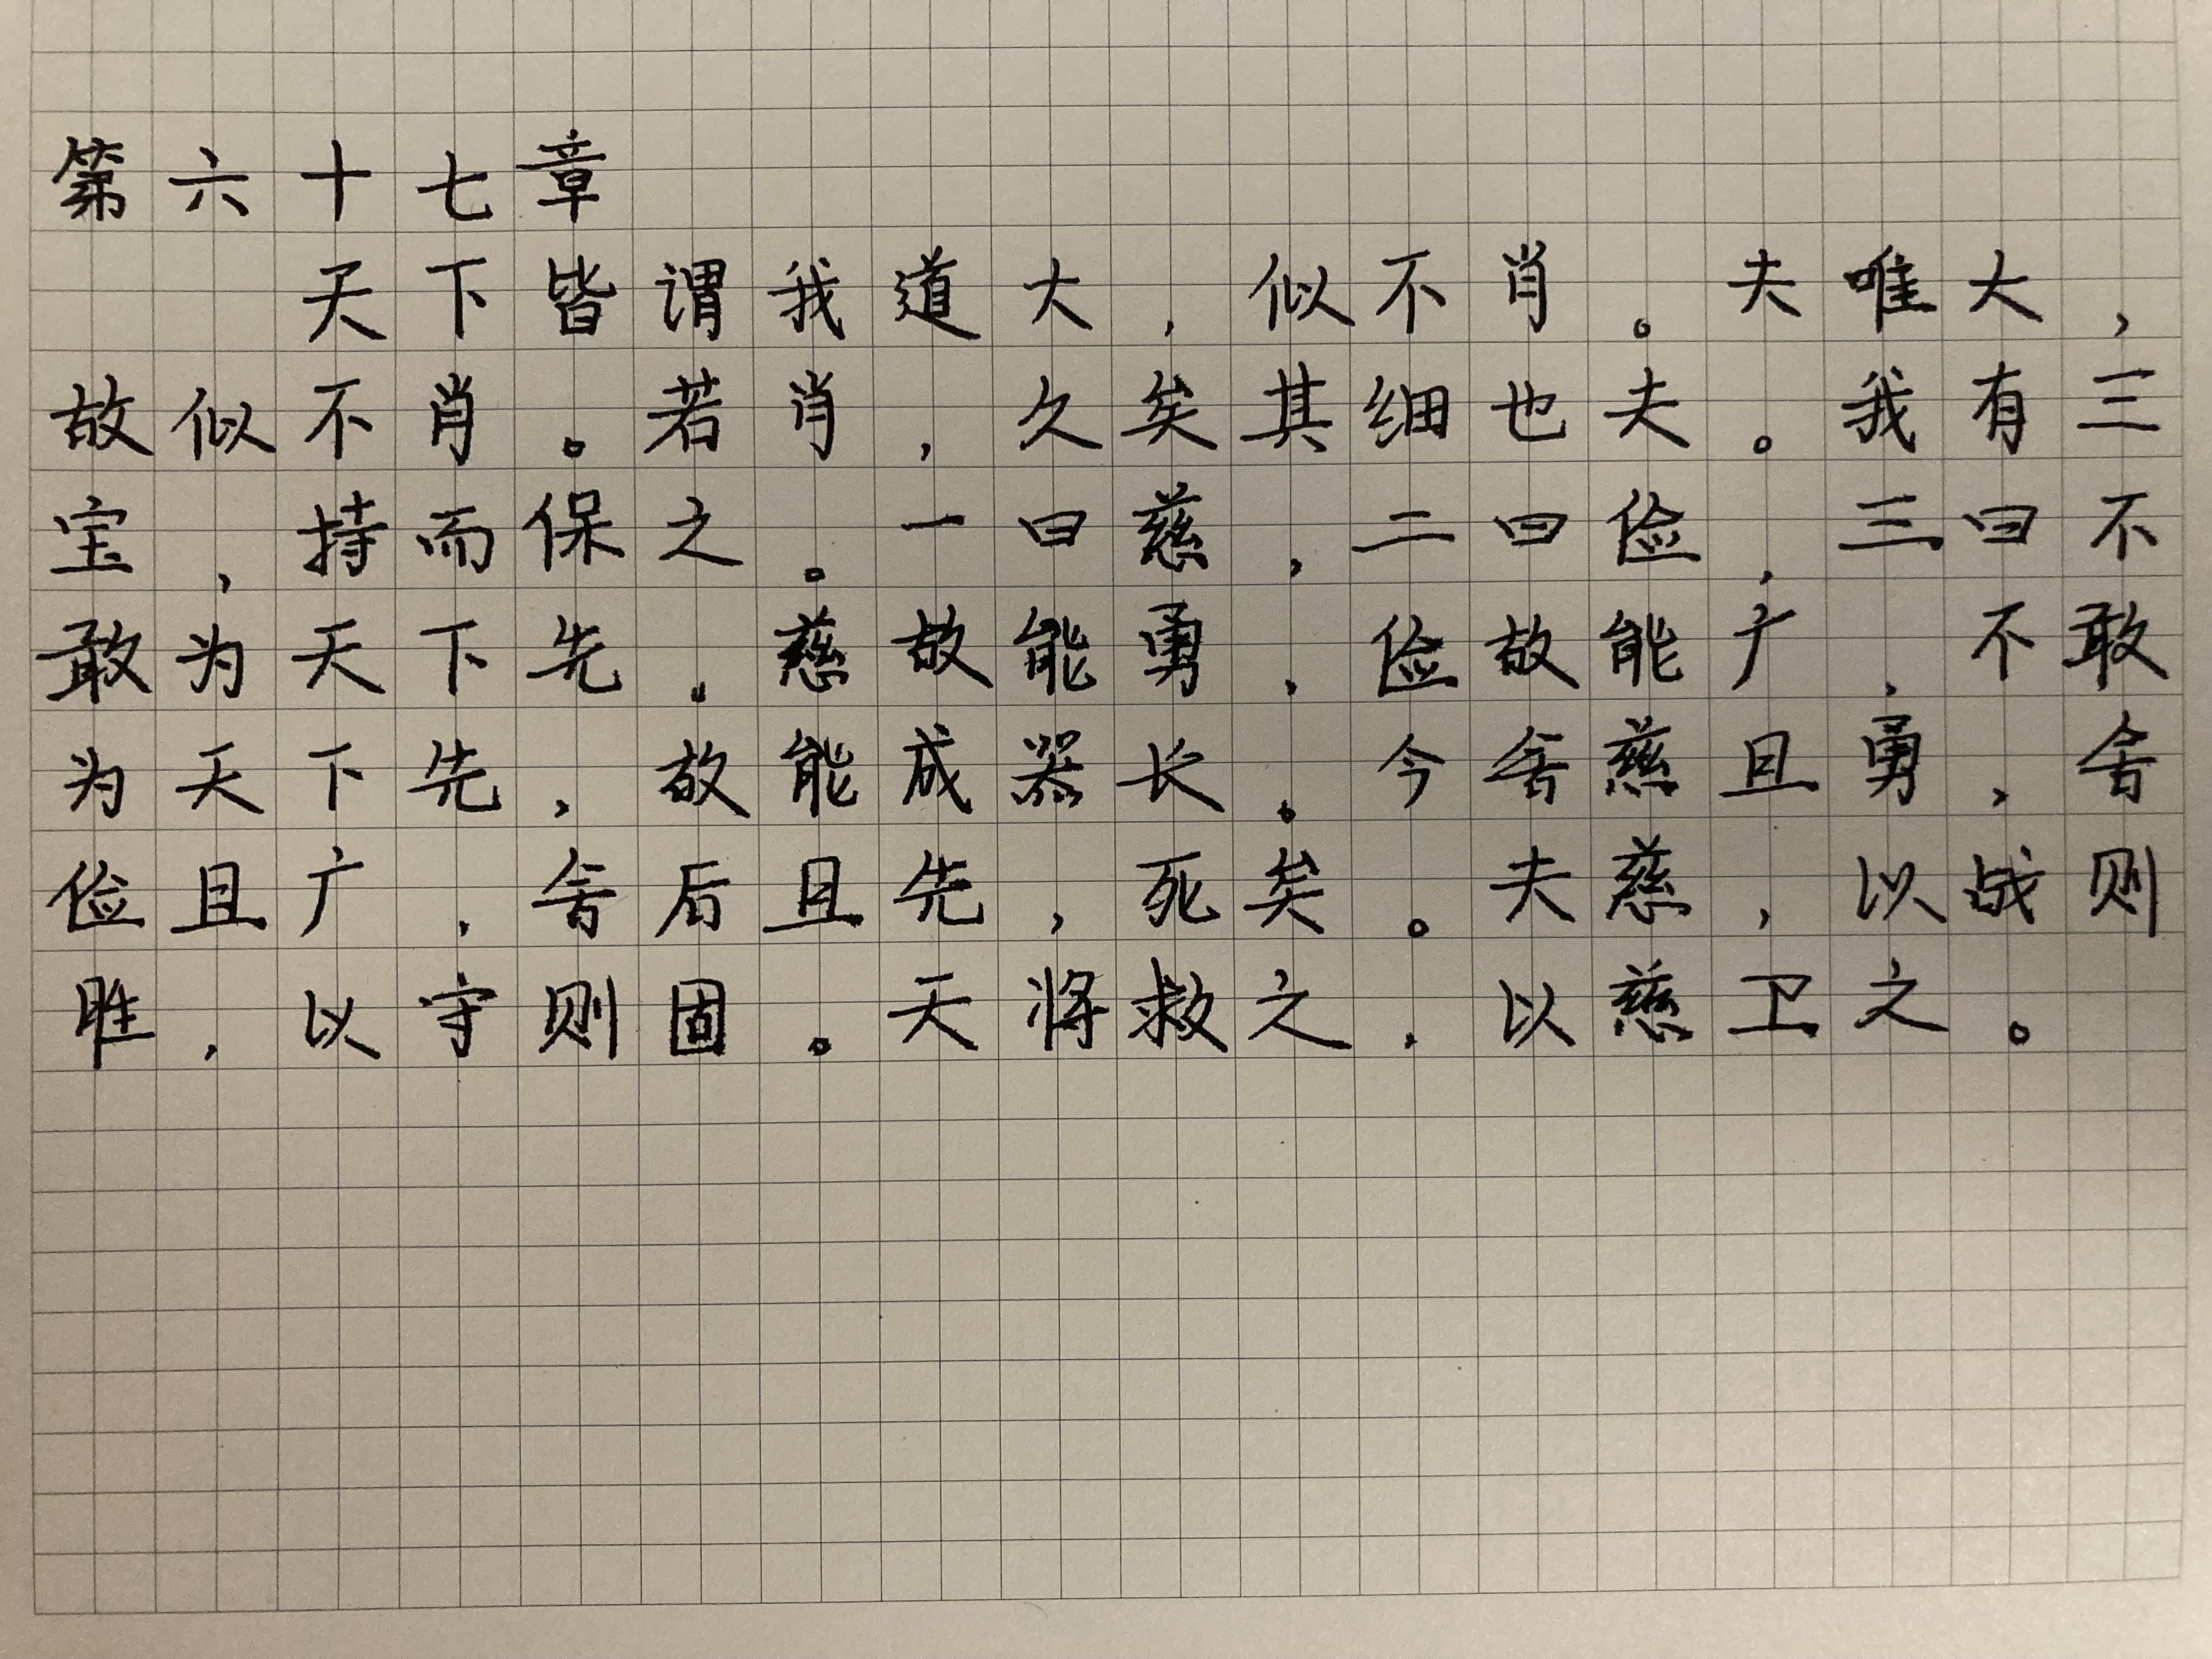 第六十七章
天下皆谓我道大，似不肖。夫唯大，
故似不肖。若肖，久矣其细也夫。我有三
宝，持而保之。一曰慈，二曰俭，三曰不
敢为天下先。慈故能勇，俭故能广，不敢
为天下先，故能成器长。今舍慈且勇，舍
俭且广，舍后且先，死矣。夫慈，以战则
胜，以守则固。天将救之，以慈卫之。